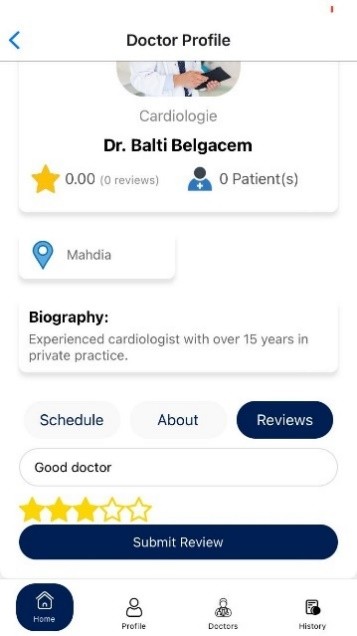 Doctor Profile
Cardiologie
Dr. Balti Belgacem
0.00 (0 reviews) 0 Patient(s)
Mahdia
Biography:
Experienced cardiologist with over 15 years in
private practice.
Schedule About Reviews
Good doctor
Submit Review
Home Profile Doctors History